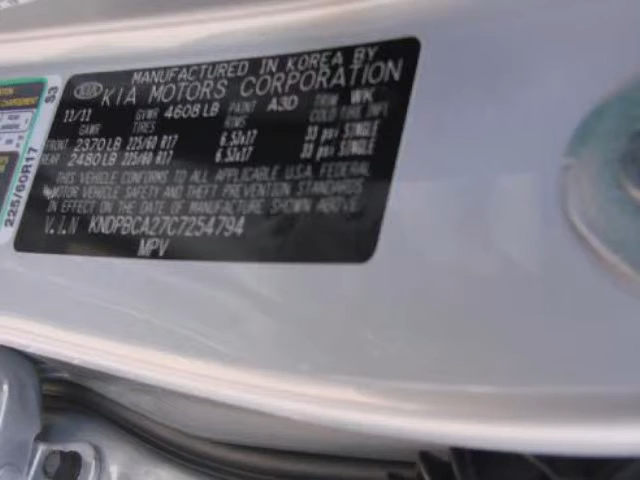 MANUFACTURED IN KOREA BY
KIA KIA MOTORS CORPORATION
11/11 GVWR 4608 LB PAINT A3D TRIM WK
GAWR TIRES RIMS COLD TIRE INFL
FRONT 2370 LB 225/60 R17 6.5Jx17 33 psi SINGLE
REAR 2480 LB 225/60 R17 6.5Jx17 33 psi SINGLE
THIS VEHICLE CONFORMS TO ALL APPLICABLE U.S.A. FEDERAL
MOTOR VEHICLE SAFETY AND THEFT PREVENTION STANDARDS
IN EFFECT ON THE DATE OF MANUFACTURE SHOWN ABOVE
V.I.N KNDPBCA27C7254794
MPV
225/60R17
83